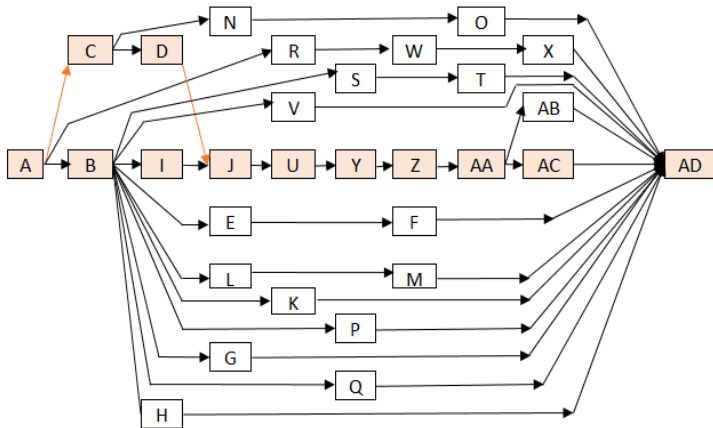 N O
C D R W X
S T
V AB
A B I J U Y Z AA AC AD
E F
L M
K
P
G
Q
H